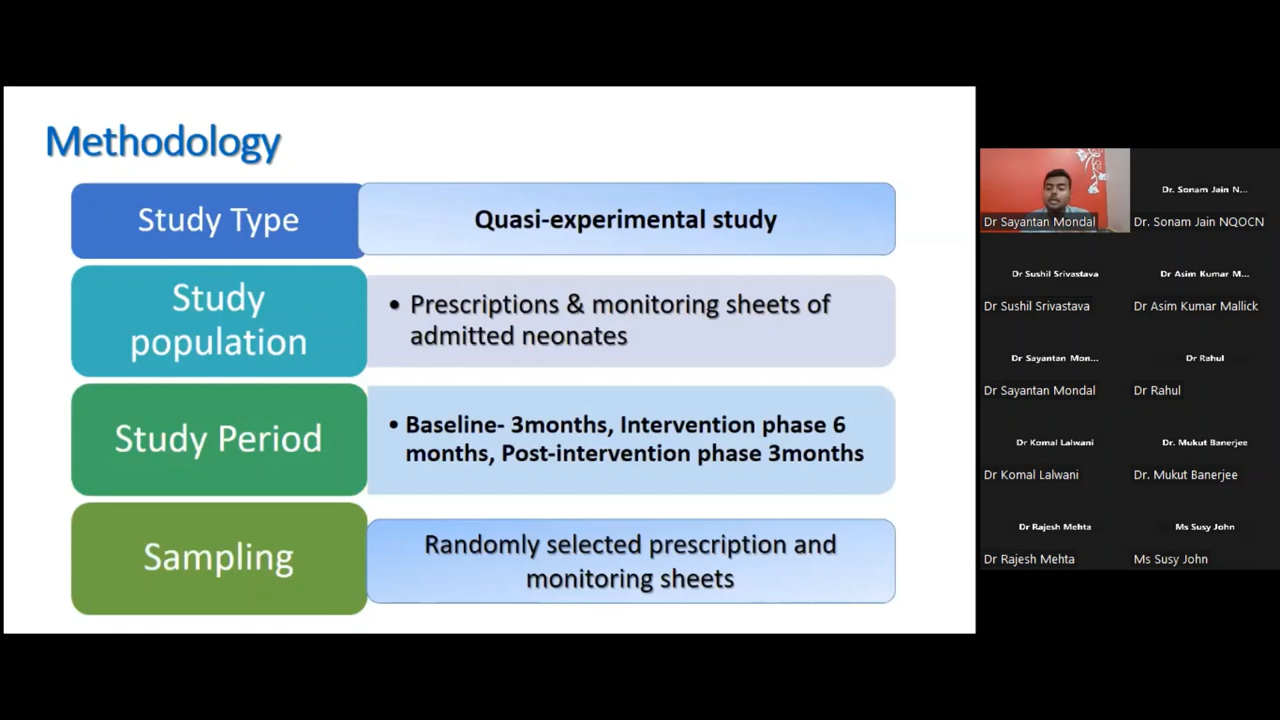 Methodology
Study Type
Quasi-experimental study
Study
population
• Prescriptions & monitoring sheets of
admitted neonates
Study Period
• Baseline- 3months, Intervention phase 6
months, Post-intervention phase 3months
Sampling
Randomly selected prescription and
monitoring sheets
Dr Sayantan Mondal
Dr. Sonam Jain N...
Dr. Sonam Jain NQOCN
Dr Sushil Srivastava
Dr Sushil Srivastava
Dr Asim Kumar M...
Dr Asim Kumar Mallick
Dr Sayantan Mon...
Dr Sayantan Mondal
Dr Rahul
Dr Rahul
Dr Komal Lalwani
Dr Komal Lalwani
Dr. Mukut Banerjee
Dr. Mukut Banerjee
Dr Rajesh Mehta
Dr Rajesh Mehta
Ms Susy John
Ms Susy John